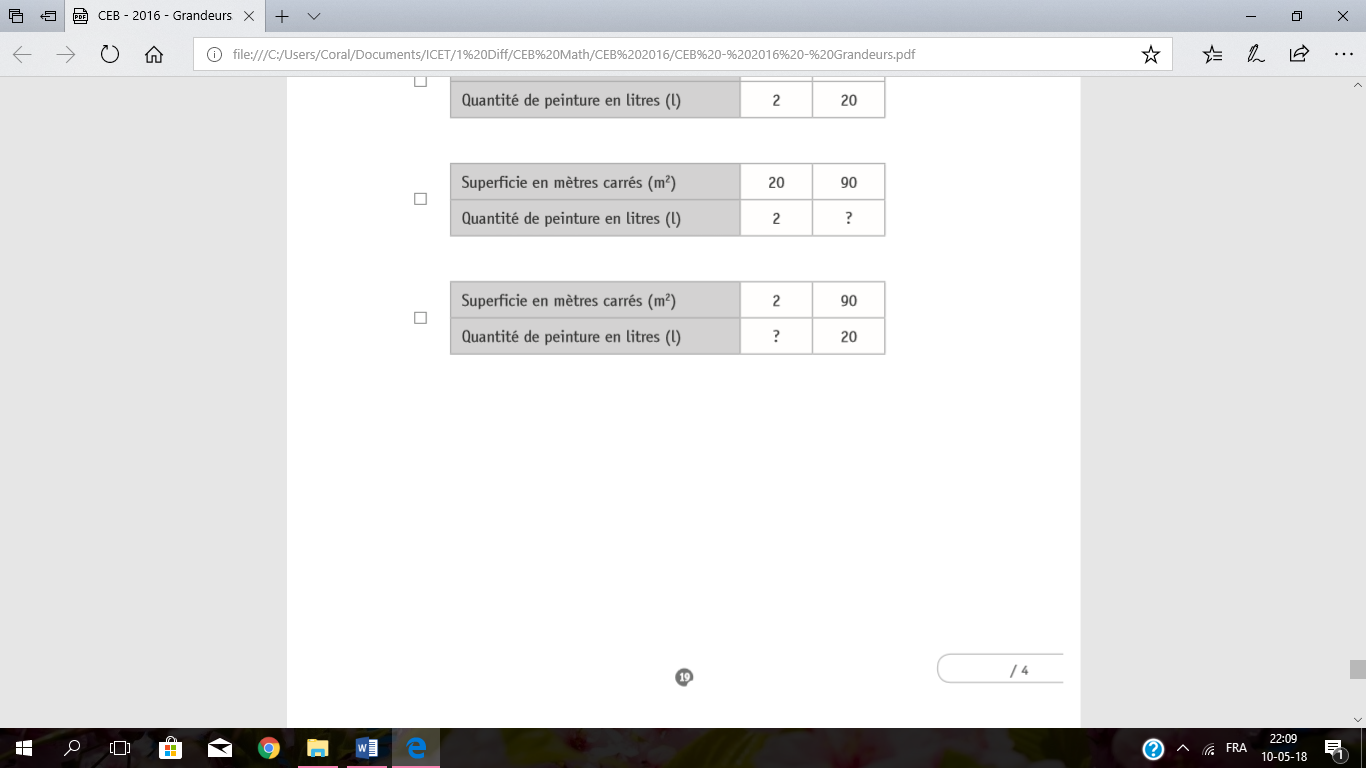 CEB - 2016 - Grandeurs
file:///C:/Users/Coral/Documents/ICET/1%20Diff/CEB%20Math/CEB%202016/CEB%20-%202016%20-%20Grandeurs.pdf
Quantité de peinture en litres (l) 2 20
Superficie en mètres carrés (m²) 20 90
Quantité de peinture en litres (l) 2 ?
Superficie en mètres carrés (m²) 2 90
Quantité de peinture en litres (l) ? 20
/ 4
19
FRA
22:09
10-05-18
1